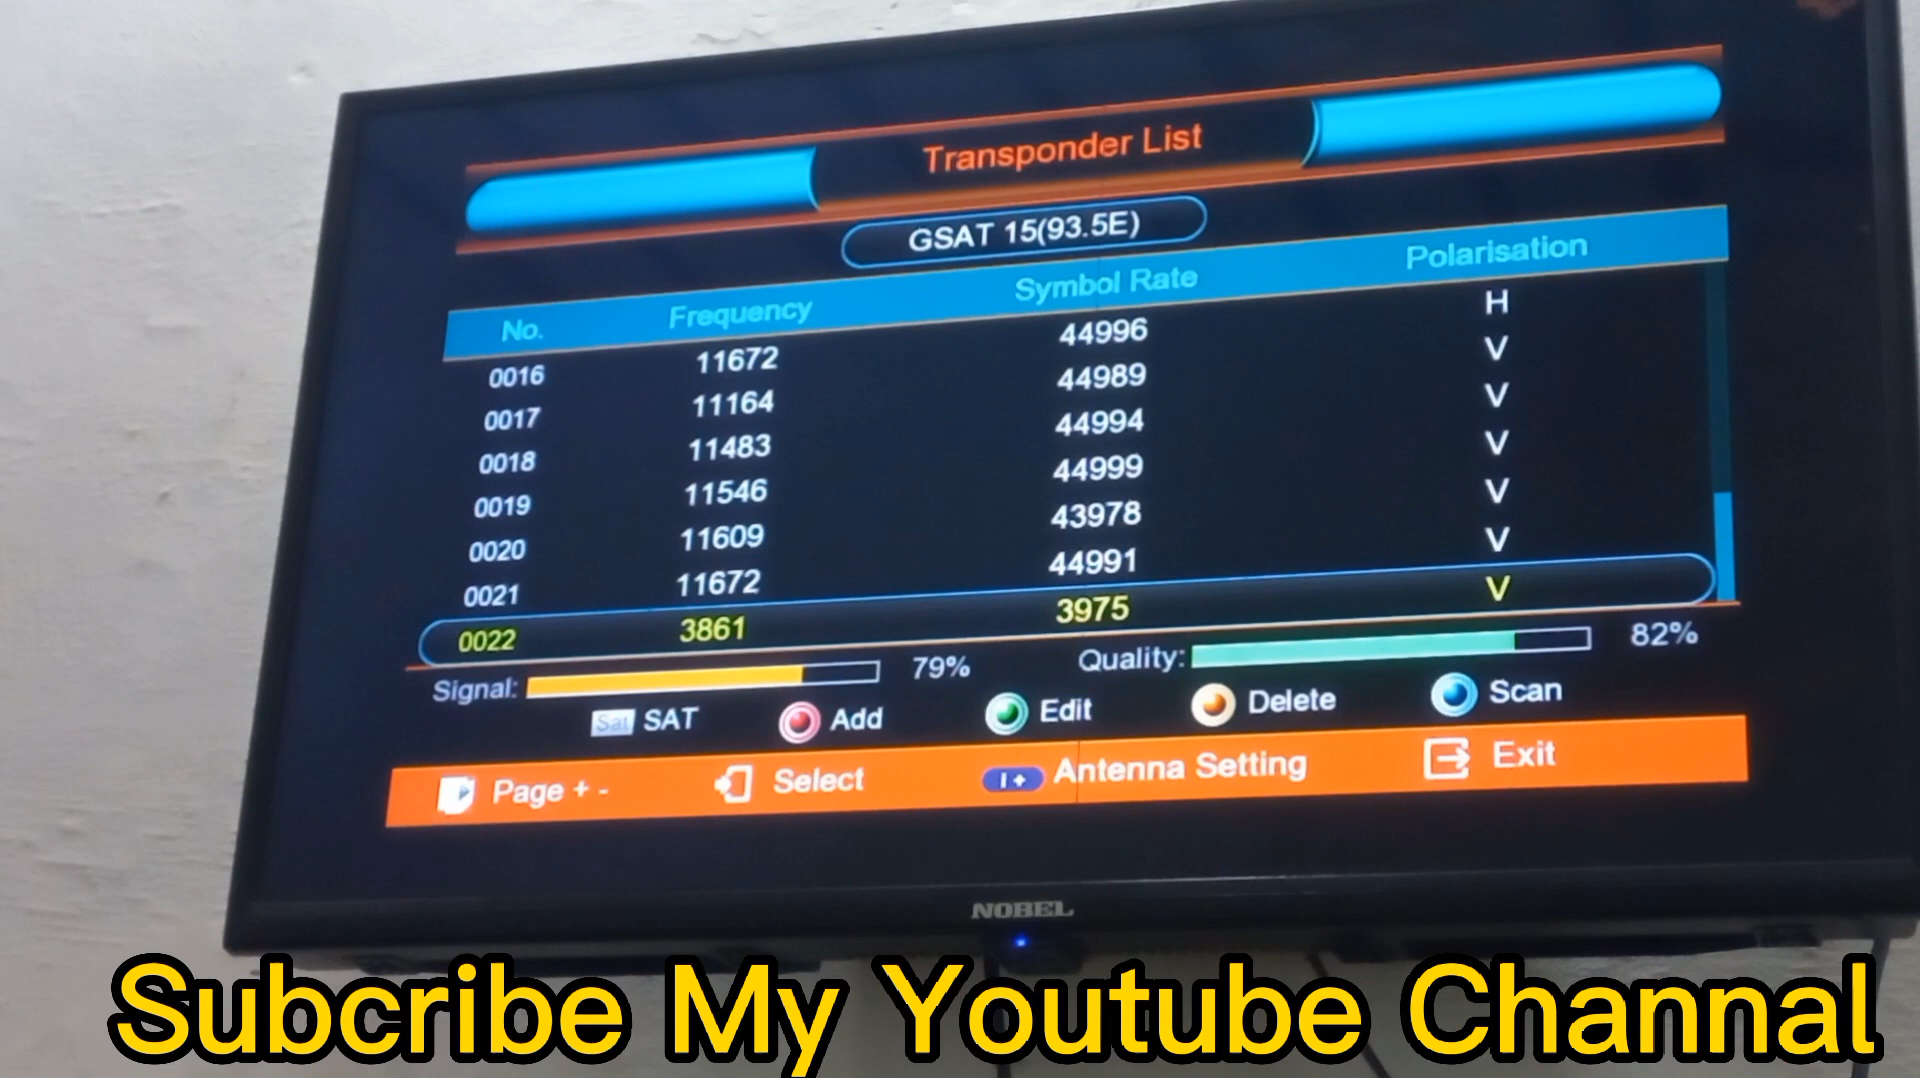 Transponder List
GSAT 15(93.5E)
No. Frequency Symbol Rate Polarisation
0016 11672 44996 H
0017 11164 44989 V
0018 11483 44994 V
0019 11546 44999 V
0020 11609 43978 V
0021 11672 44991 V
0022 3861 3975 V
Signal: 79% Quality: 82%
Sat SAT Add Edit Delete Scan
Page + - Select i+ Antenna Setting Exit
NOBEL
Subcribe My Youtube Channal